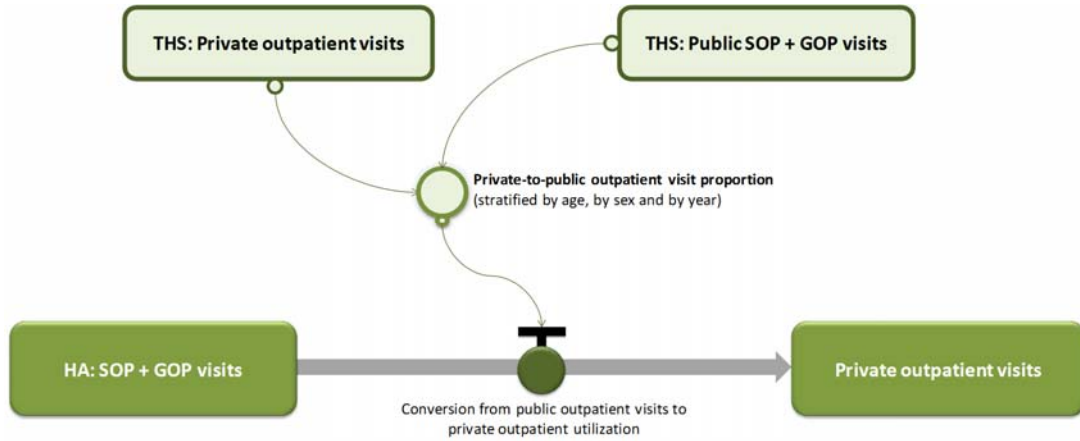 THS: Private outpatient visits
THS: Public SOP + GOP visits
Private-to-public outpatient visit proportion
(stratified by age, by sex and by year)
HA: SOP + GOP visits
Private outpatient visits
Conversion from public outpatient visits to
private outpatient utilization